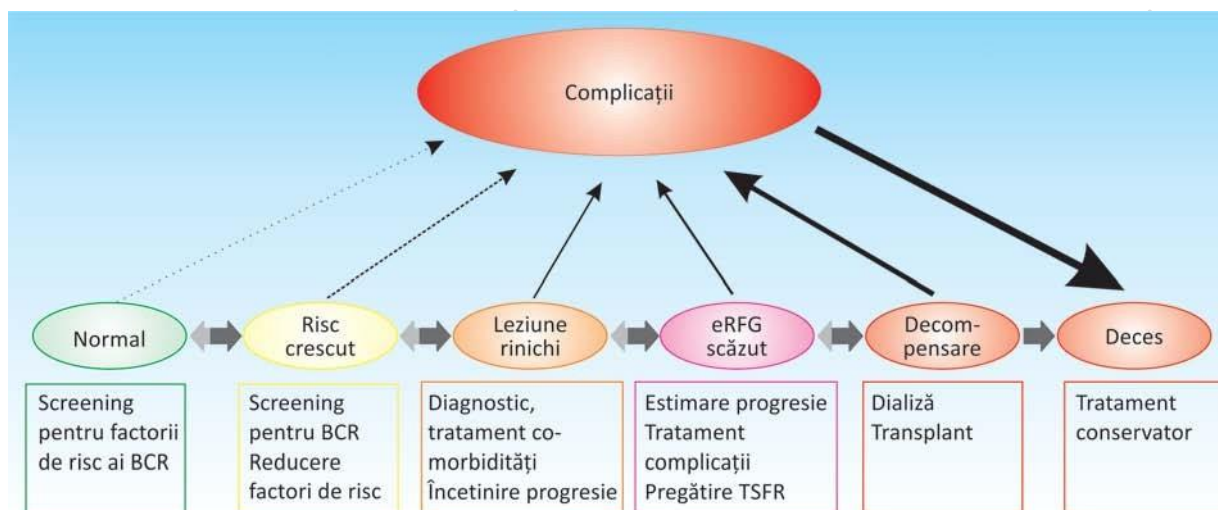 Complicații
Normal
Risc
crescut
Leziune
rinichi
eRFG
scăzut
Decom-
pensare
Deces
Screening
pentru factorii
de risc ai BCR
Screening
pentru BCR
Reducere
factori de risc
Diagnostic,
tratament co-
morbidități
Încetinire progresie
Estimare progresie
Tratament
complicații
Pregătire TSFR
Dializă
Transplant
Tratament
conservator